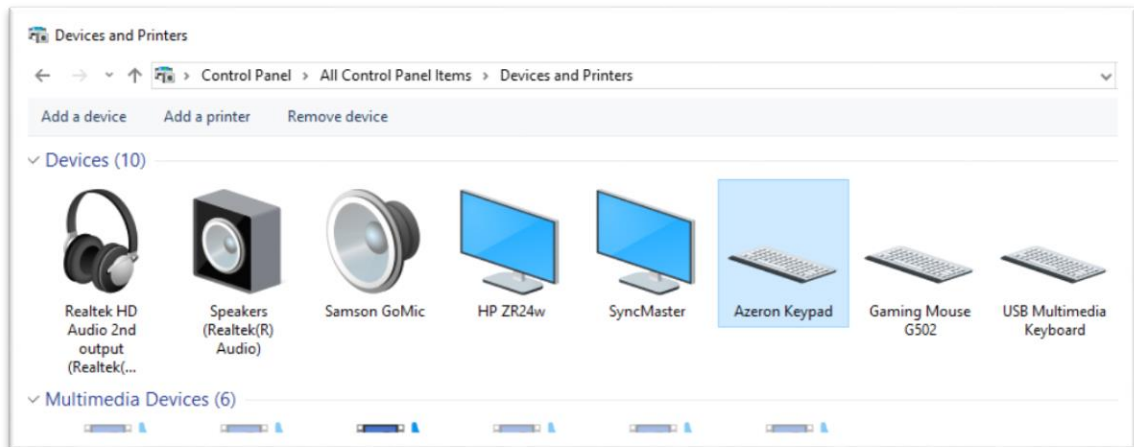 Devices and Printers
Control Panel > All Control Panel Items > Devices and Printers
Add a device Add a printer Remove device
Devices (10)
Realtek HD
Audio 2nd
output
(Realtek(...
Speakers
(Realtek(R)
Audio)
Samson GoMic
HP ZR24w
SyncMaster
Azeron Keypad
Gaming Mouse
G502
USB Multimedia
Keyboard
Multimedia Devices (6)